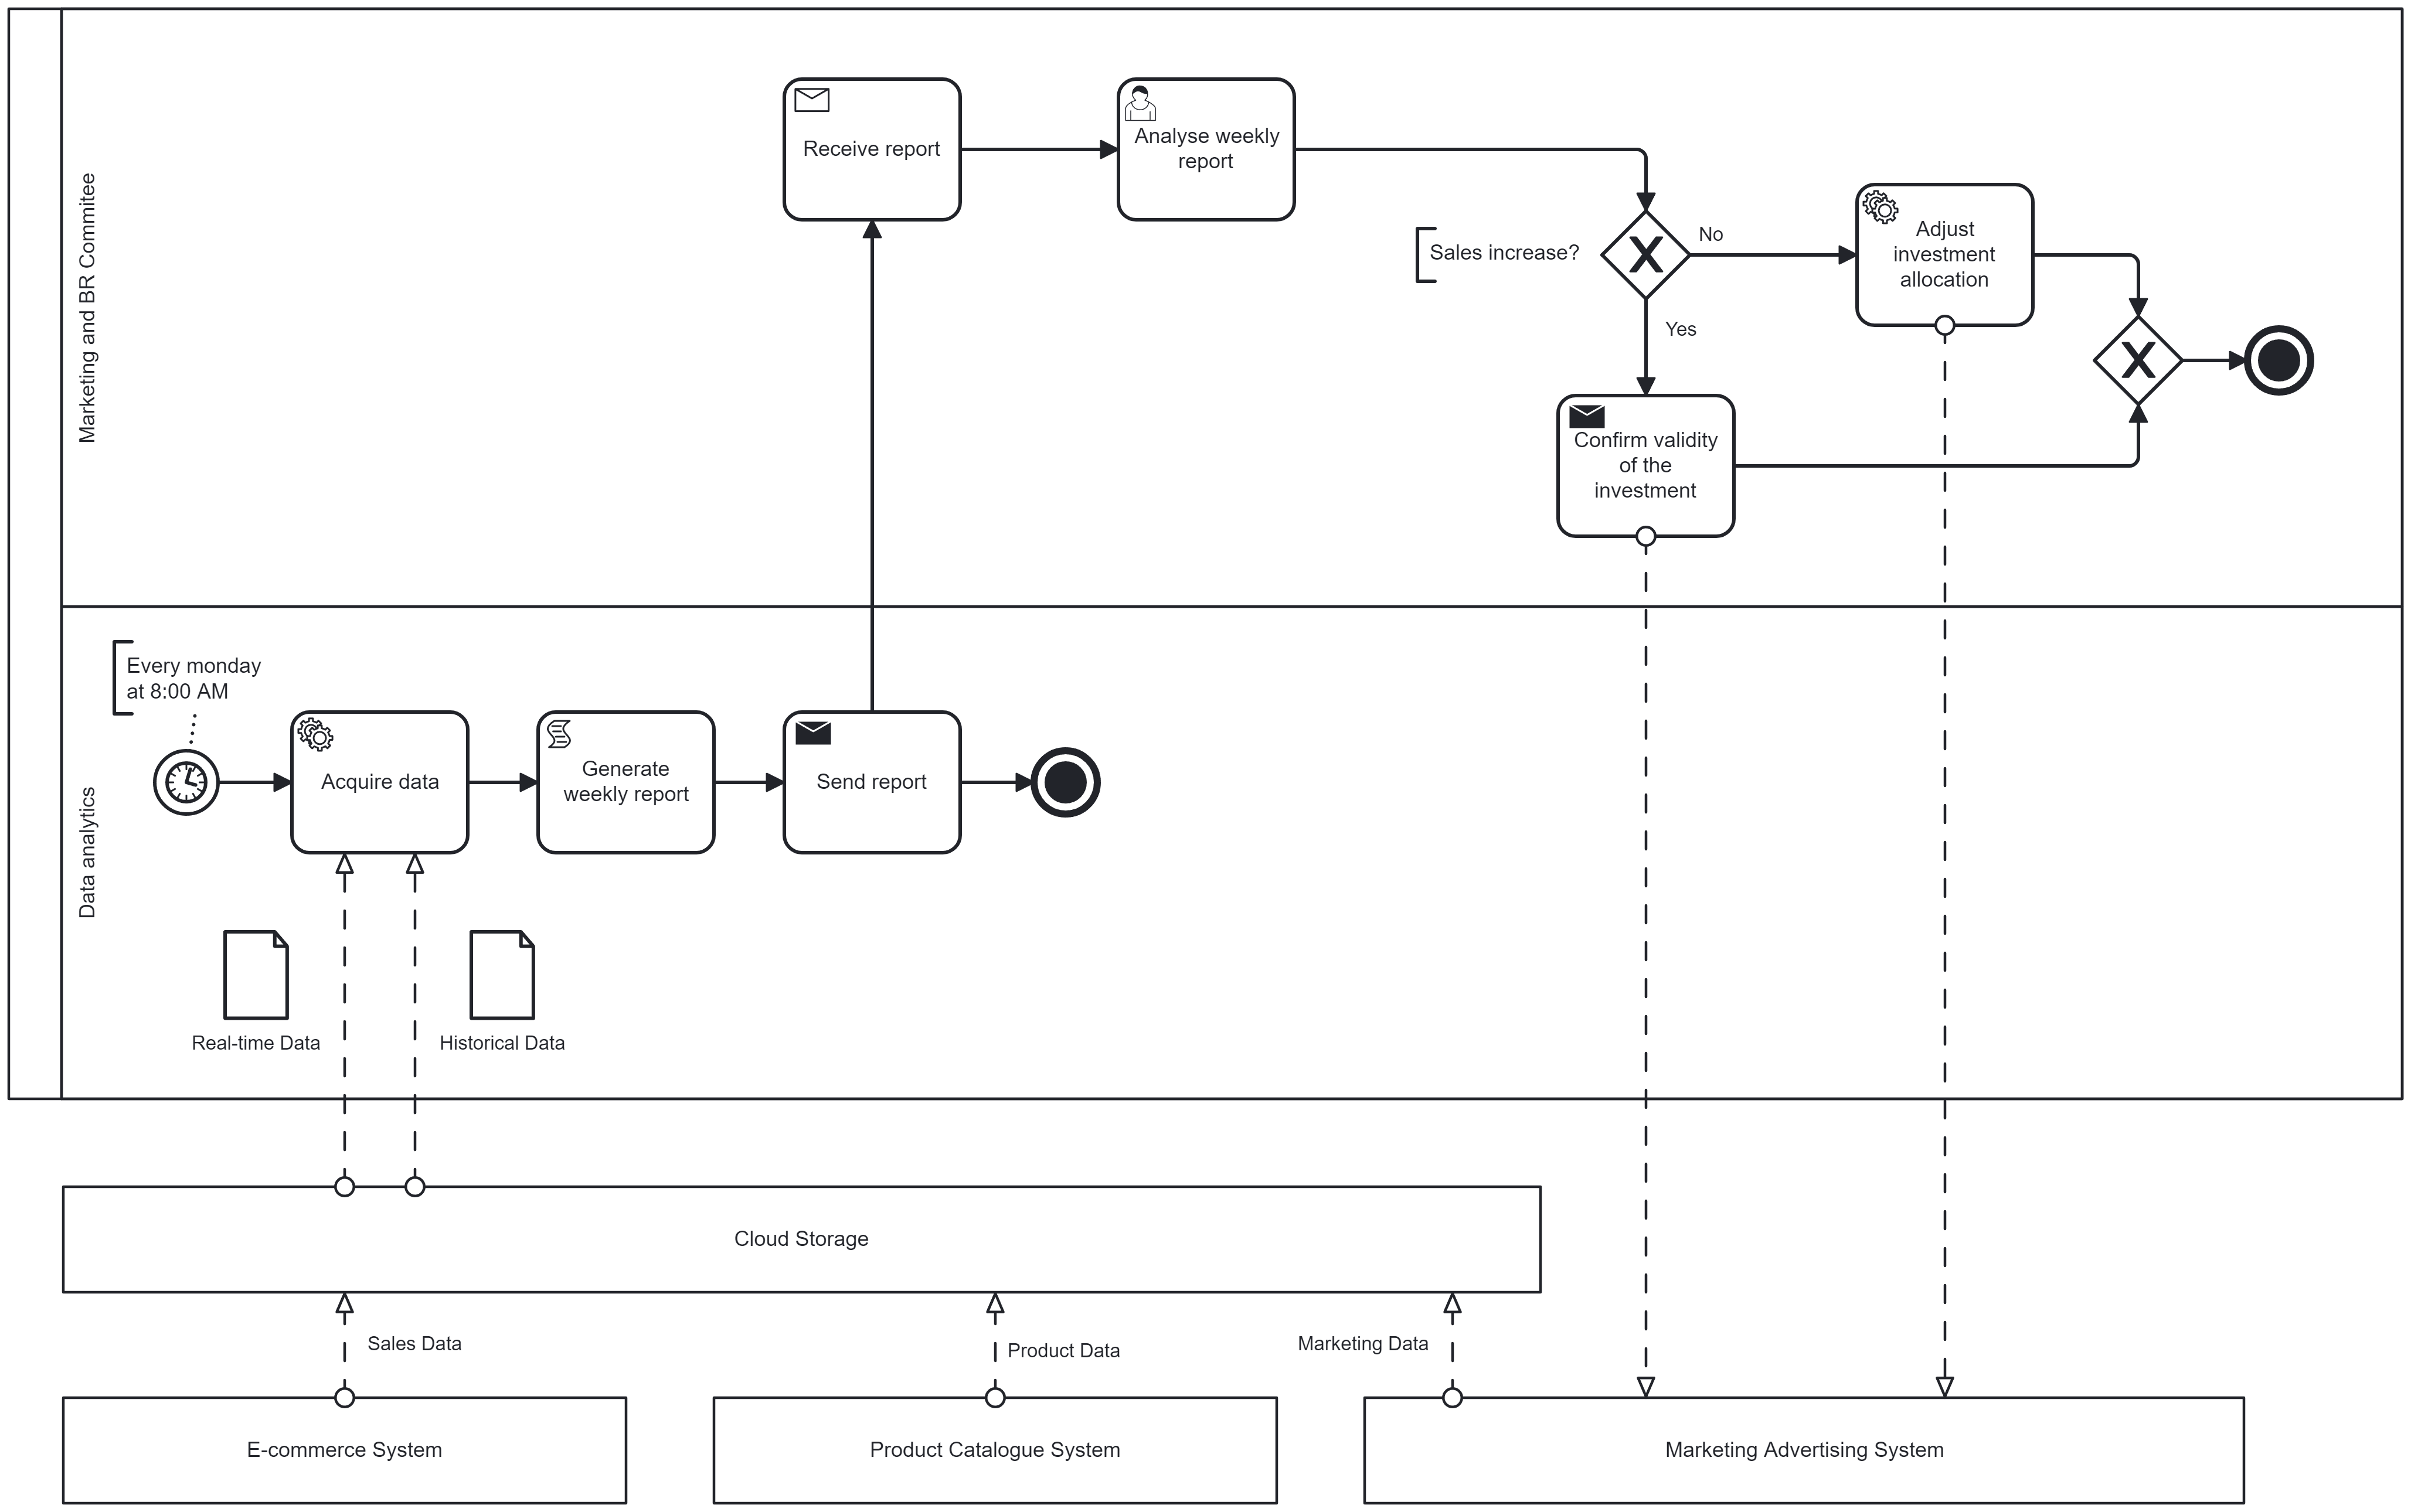 Marketing and BR Commitee
Receive report
Analyse weekly
report
Sales increase?
No
Yes
Adjust
investment
allocation
Confirm validity
of the
investment
Data analytics
Every monday
at 8:00 AM
Acquire data
Generate
weekly report
Send report
Real-time Data
Historical Data
Cloud Storage
Sales Data
Product Data
Marketing Data
E-commerce System
Product Catalogue System
Marketing Advertising System